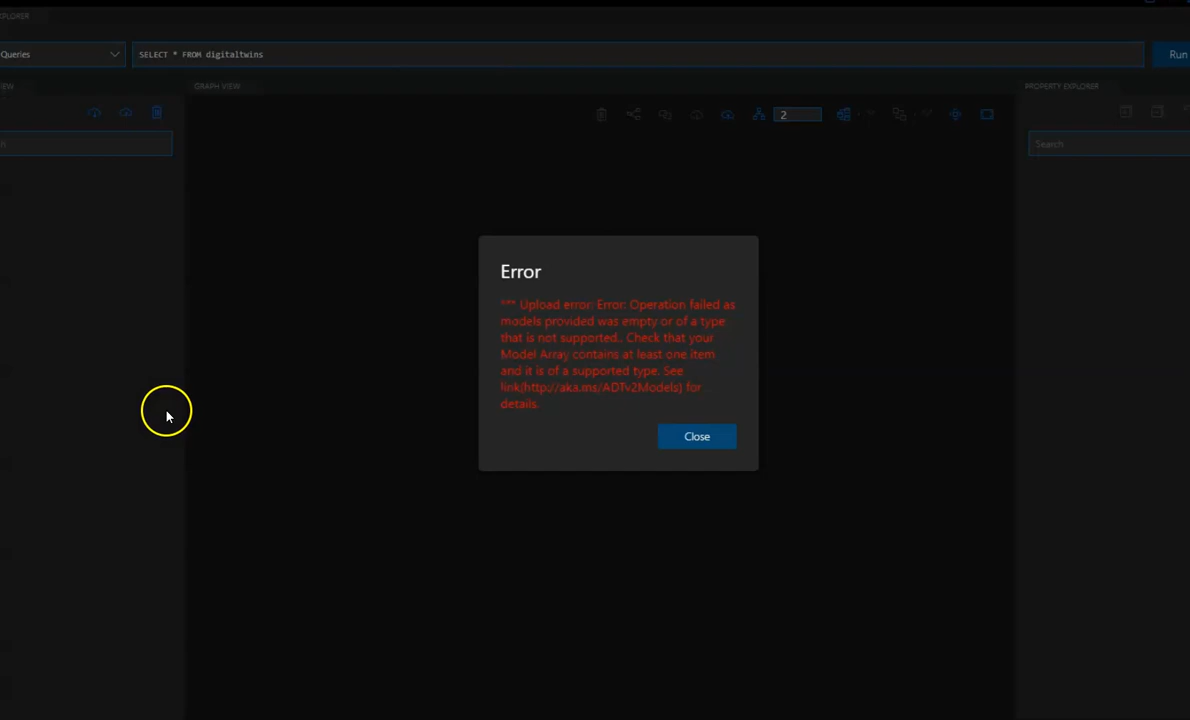 XPLORER
Queries
SELECT * FROM digitaltwins
Run
EW
GRAPH VIEW
PROPERTY EXPLORER
2
n
Search
Error
*** Upload error: Error: Operation failed as
models provided was empty or of a type
that is not supported.. Check that your
Model Array contains at least one item
and it is of a supported type. See
link(http://aka.ms/ADTv2Models) for
details.
Close